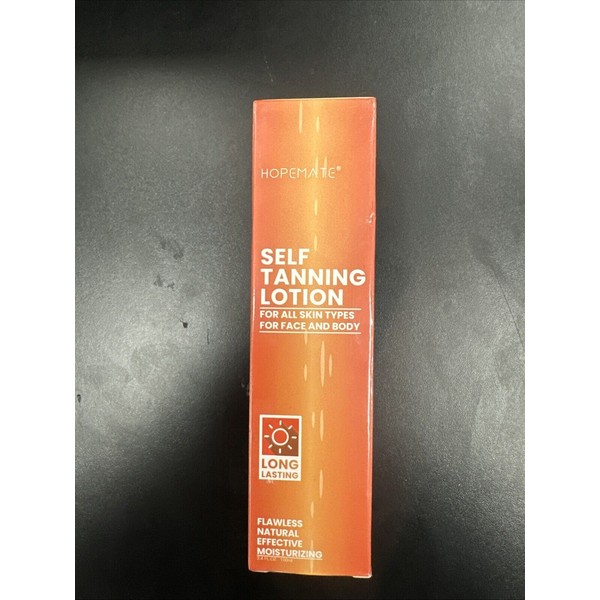 HOPEMATE®
SELF
TANNING
LOTION
FOR ALL SKIN TYPES
FOR FACE AND BODY
LONG
LASTING
FLAWLESS
NATURAL
EFFECTIVE
MOISTURIZING